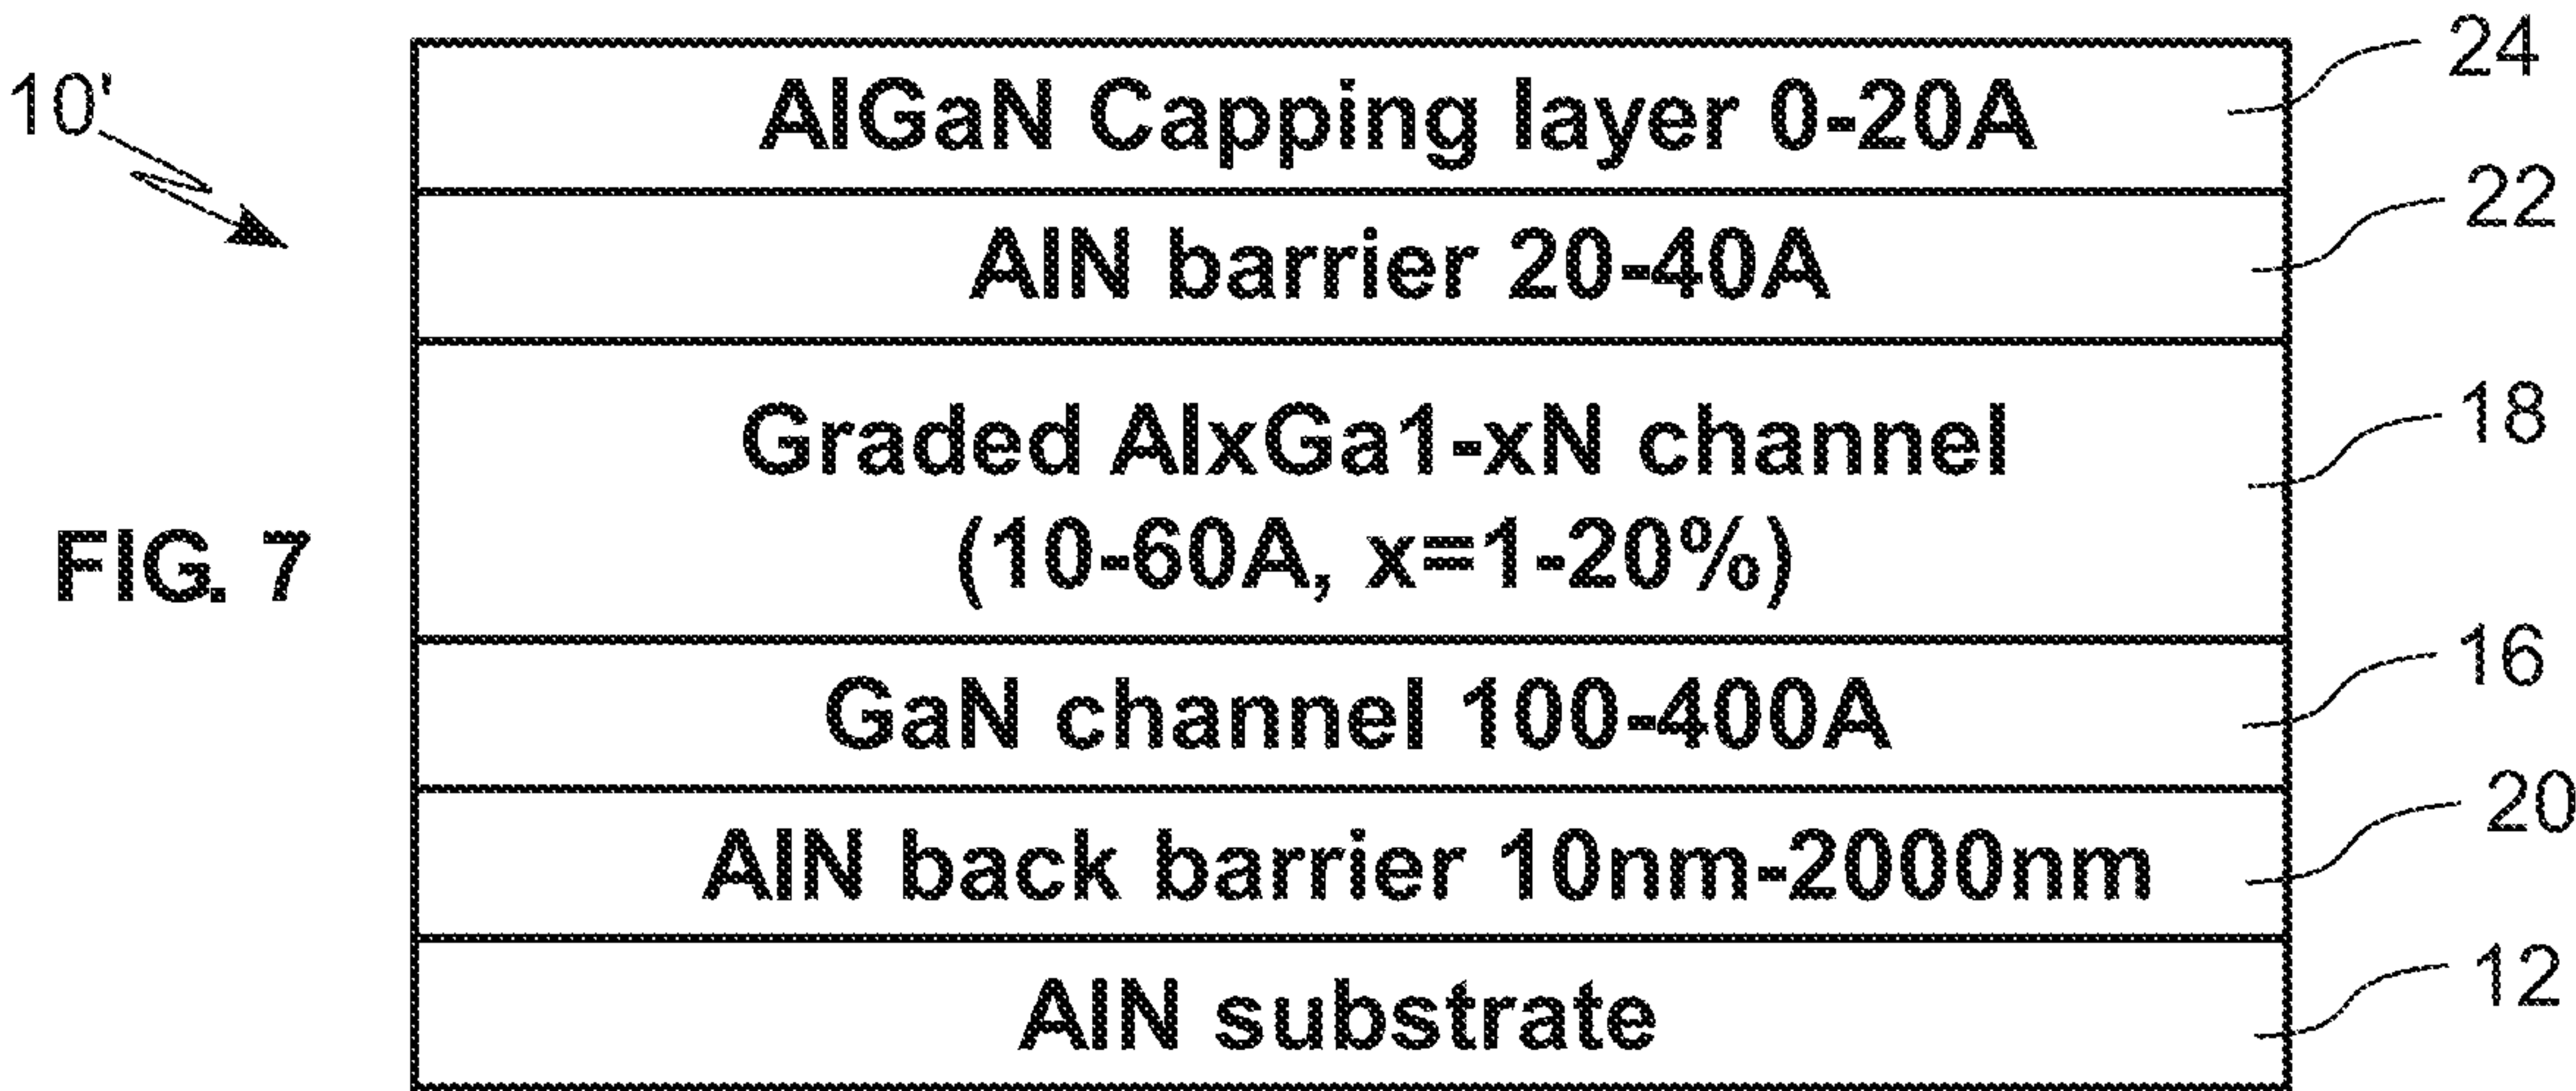 10'
AlGaN Capping layer 0-20A
24
AlN barrier 20-40A
22
Graded AlxGa1-xN channel
(10-60A, x=1-20%)
18
FIG. 7
GaN channel 100-400A
16
AlN back barrier 10nm-2000nm
20
AlN substrate
12